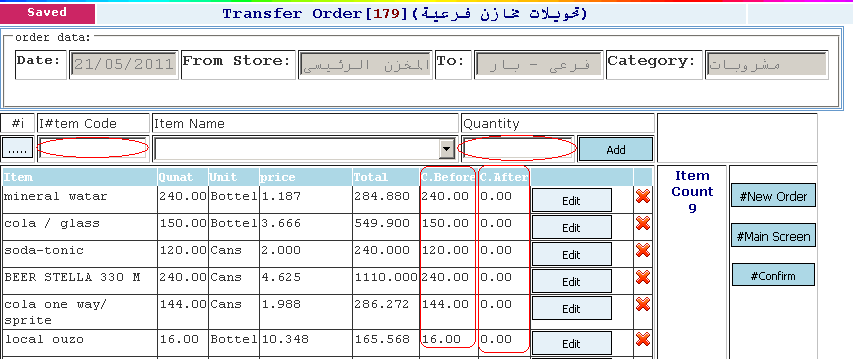 Saved
Transfer Order[179](تحويلات مخازن فرعية)
order data:
Date: 21/05/2011 From Store: المخزن الرئيسى To: فرعى - بار Category: مشروبات
#i I#tem Code Item Name Quantity
..... Add
Item Qunat Unit price Total C.Before C.After
mineral watar 240.00 Bottel 1.187 284.880 240.00 0.00 Edit
cola / glass 150.00 Bottel 3.666 549.900 150.00 0.00 Edit
soda-tonic 120.00 Cans 2.000 240.000 120.00 0.00 Edit
BEER STELLA 330 M 240.00 Cans 4.625 1110.000 240.00 0.00 Edit
cola one way/
sprite 144.00 Cans 1.988 286.272 144.00 0.00 Edit
local ouzo 16.00 Bottel 10.348 165.568 16.00 0.00 Edit
Item
Count
9
#New Order
#Main Screen
#Confirm